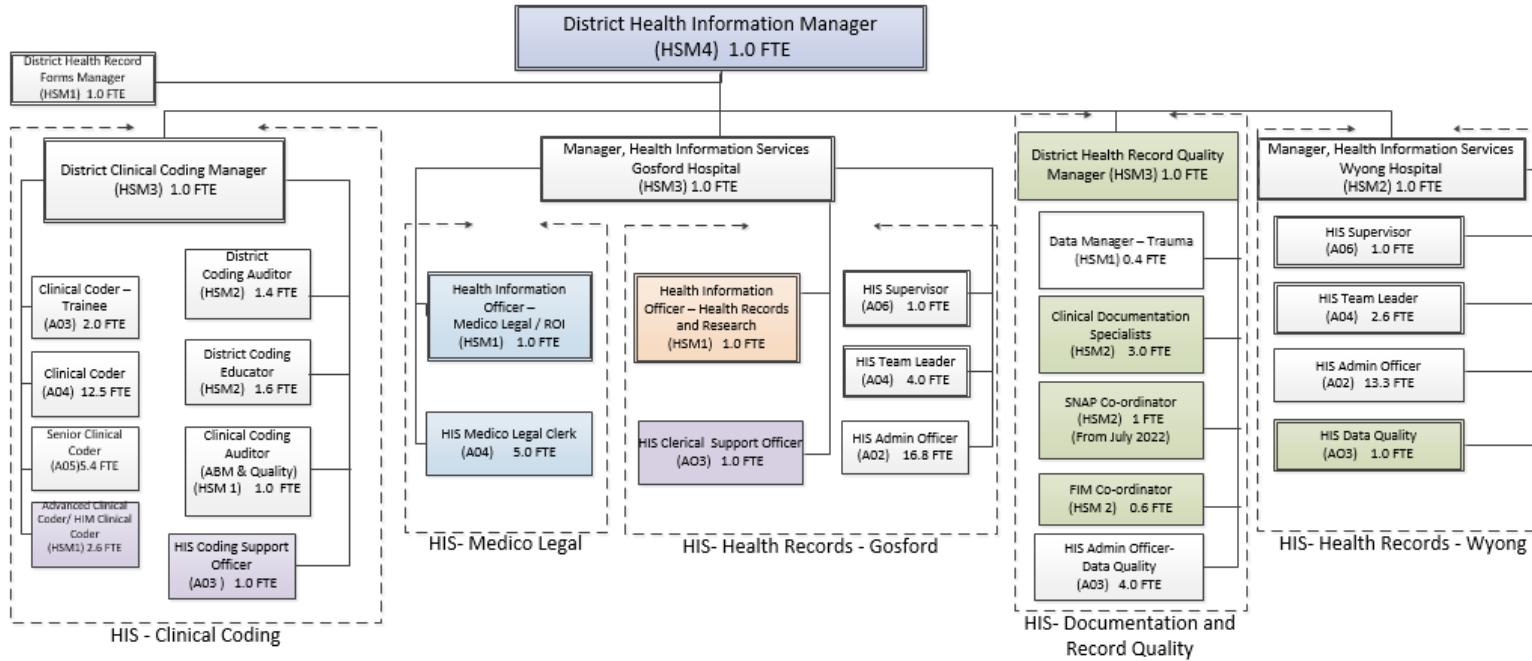 District Health Information Manager
(HSM4) 1.0 FTE
District Health Record
Forms Manager
(HSM1) 1.0 FTE
District Clinical Coding Manager
(HSM3) 1.0 FTE
Clinical Coder –
Trainee
(A03) 2.0 FTE
Clinical Coder
(A04) 12.5 FTE
Senior Clinical
Coder
(A05)5.4 FTE
Advanced Clinical
Coder/ HIM Clinical
Coder
(HSM1) 2.6 FTE
District
Coding Auditor
(HSM2) 1.4 FTE
District Coding
Educator
(HSM2) 1.6 FTE
Clinical Coding
Auditor
(ABM & Quality)
(HSM 1) 1.0 FTE
HIS Coding Support
Officer
(A03 ) 1.0 FTE
HIS - Clinical Coding
Manager, Health Information Services
Gosford Hospital
(HSM3) 1.0 FTE
Health Information
Officer –
Medico Legal / ROI
(HSM1) 1.0 FTE
HIS Medico Legal Clerk
(A04) 5.0 FTE
HIS- Medico Legal
Health Information
Officer – Health Records
and Research
(HSM1) 1.0 FTE
HIS Clerical Support Officer
(AO3) 1.0 FTE
HIS Supervisor
(A06) 1.0 FTE
HIS Team Leader
(A04) 4.0 FTE
HIS Admin Officer
(A02) 16.8 FTE
HIS- Health Records - Gosford
District Health Record Quality
Manager (HSM3) 1.0 FTE
Data Manager – Trauma
(HSM1) 0.4 FTE
Clinical Documentation
Specialists
(HSM2) 3.0 FTE
SNAP Co-ordinator
(HSM2) 1 FTE
(From July 2022)
FIM Co-ordinator
(HSM 2) 0.6 FTE
HIS Admin Officer-
Data Quality
(A03) 4.0 FTE
HIS- Documentation and
Record Quality
Manager, Health Information Services
Wyong Hospital
(HSM2) 1.0 FTE
HIS Supervisor
(A06) 1.0 FTE
HIS Team Leader
(A04) 2.6 FTE
HIS Admin Officer
(A02) 13.3 FTE
HIS Data Quality
(AO3) 1.0 FTE
HIS- Health Records - Wyong